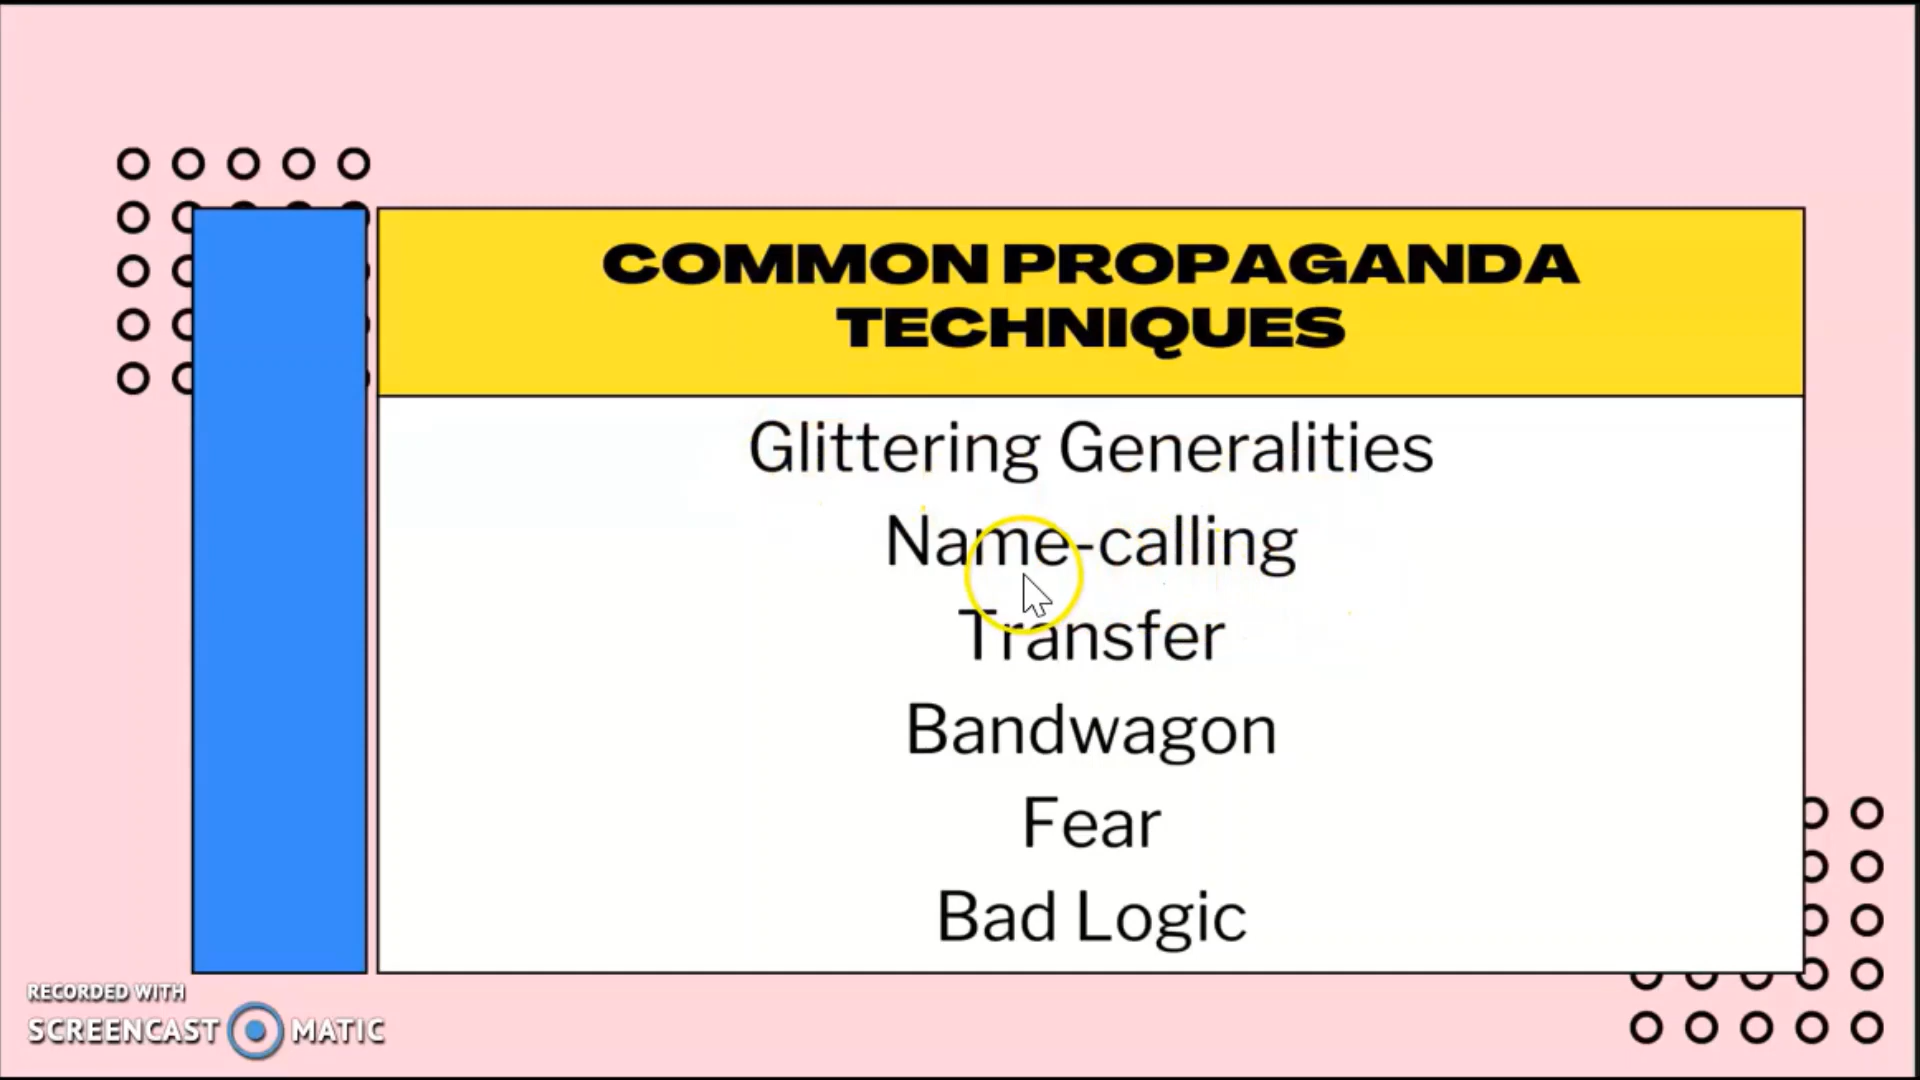 COMMON PROPAGANDA
TECHNIQUES
Glittering Generalities
Name-calling
Transfer
Bandwagon
Fear
Bad Logic
RECORDED WITH
SCREENCAST MATIC